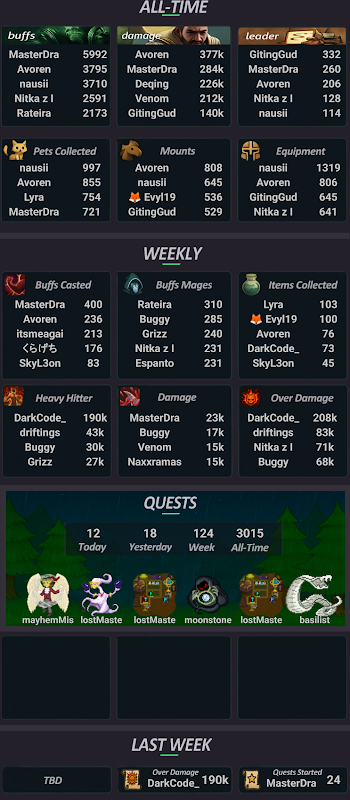 ALL-TIME
buffs
MasterDra 5992
Avoren 3795
nausii 3710
Nitka z l 2591
Rateira 2173
damage
Avoren 377k
MasterDra 284k
Deqing 226k
Venom 212k
GitingGud 140k
leader
GitingGud 332
MasterDra 260
Avoren 206
Nitka z l 128
nausii 114
Pets Collected
nausii 997
Avoren 855
Lyra 754
MasterDra 721
Mounts
Avoren 808
nausii 645
🦊 Evyl19 536
GitingGud 529
Equipment
nausii 1319
Avoren 806
GitingGud 645
Nitka z l 641
WEEKLY
Buffs Casted
MasterDra 400
Avoren 236
itsmeagai 213
くらげち 176
SkyL3on 83
Buffs Mages
Rateira 310
Buggy 285
Grizz 240
Nitka z l 231
Espanto 231
Items Collected
Lyra 103
🦊 Evyl19 100
Avoren 76
DarkCode_ 73
SkyL3on 45
Heavy Hitter
DarkCode_ 190k
driftings 43k
Buggy 30k
Grizz 27k
Damage
MasterDra 23k
Buggy 17k
Venom 15k
Naxxramas 15k
Over Damage
DarkCode_ 208k
driftings 83k
Nitka z l 71k
Buggy 68k
QUESTS
12 18 124 3015
Today Yesterday Week All-Time
mayhemMis lostMaste lostMaste moonstone lostMaste basilist
LAST WEEK
TBD
Over Damage
DarkCode_ 190k
Quests Started
MasterDra 24